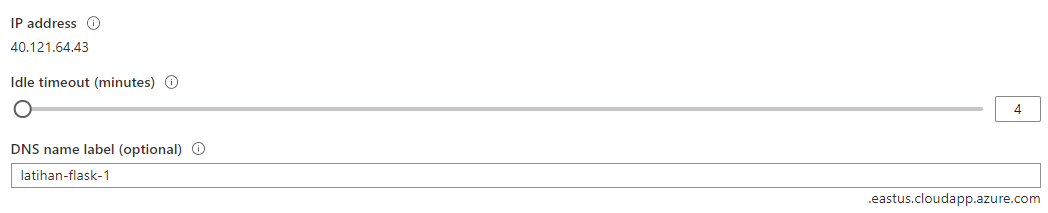 IP address
40.121.64.43
Idle timeout (minutes)
4
DNS name label (optional)
latihan-flask-1
.eastus.cloudapp.azure.com